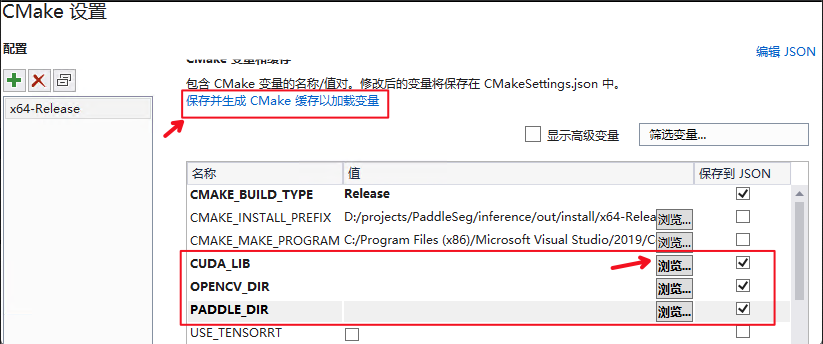 CMake 设置
配置
编辑 JSON
CMake 变量和缓存
包含 CMake 变量的名称/值对。修改后的变量将保存在 CMakeSettings.json 中。
保存并生成 CMake 缓存以加载变量
x64-Release
显示高级变量
筛选变量...
名称 值 保存到 JSON
CMAKE_BUILD_TYPE Release
CMAKE_INSTALL_PREFIX D:/projects/PaddleSeg/inference/out/install/x64-Relea 浏览...
CMAKE_MAKE_PROGRAM C:/Program Files (x86)/Microsoft Visual Studio/2019/C 浏览...
CUDA_LIB 浏览...
OPENCV_DIR 浏览...
PADDLE_DIR 浏览...
USE_TENSORRT